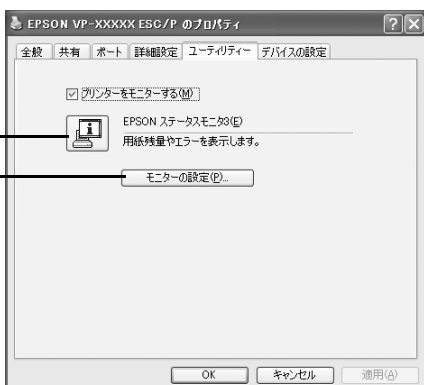 EPSON VP-XXXXX ESC/P のプロパティ
全般 共有 ポート 詳細設定 ユーティリティー デバイスの設定
プリンターをモニターする(M)
EPSON ステータスモニタ3(E)
用紙残量やエラーを表示します。
モニターの設定(P)...
OK キャンセル 適用(A)